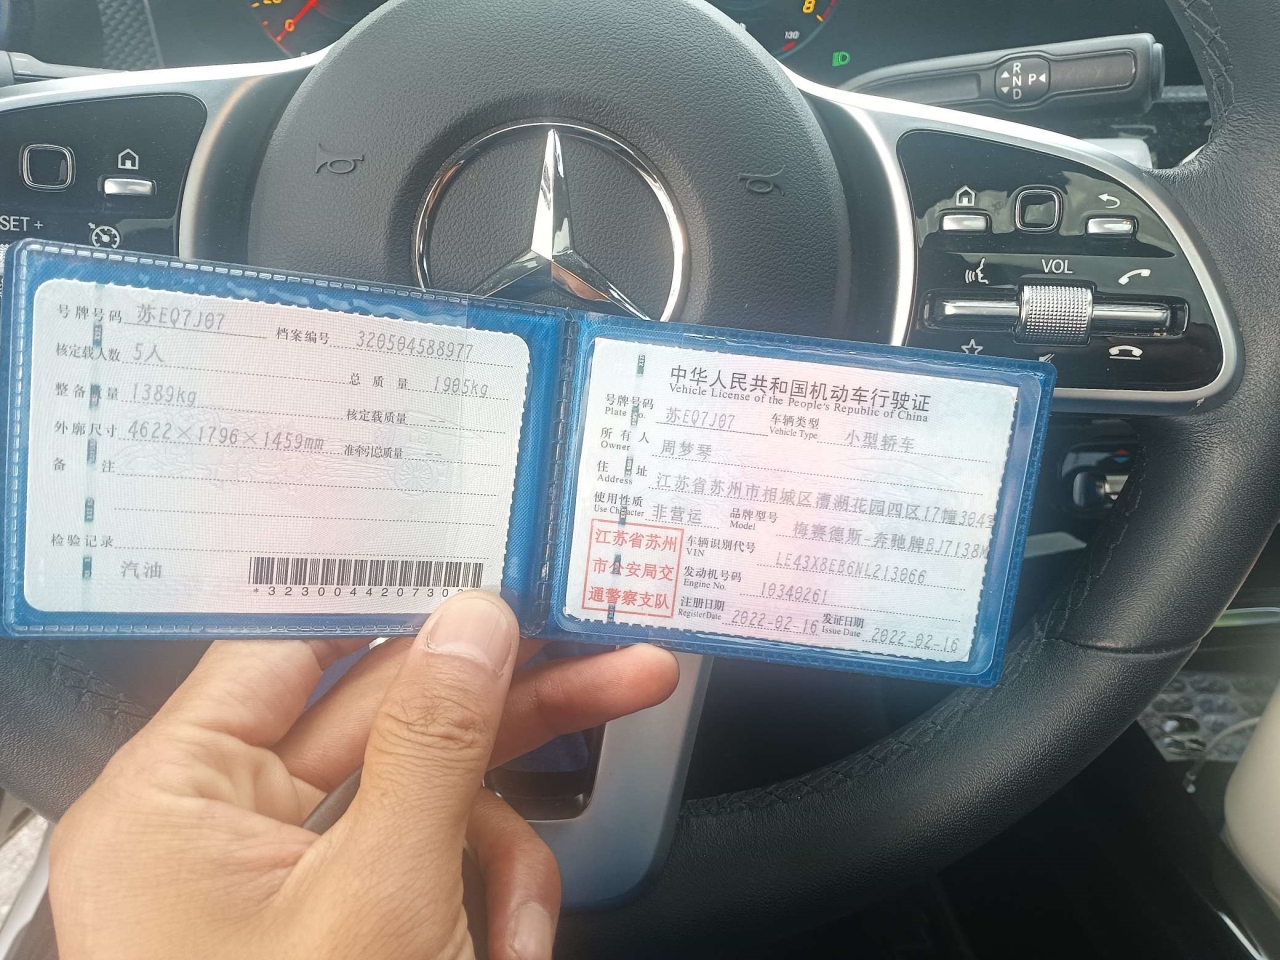 8
130
R
N P
D
SET +
VOL
号牌号码 苏EQ7J07 档案编号 320504588977
核定载人数 5人 总质量 1905kg
整备质量 1389kg 核定载质量 --
外廓尺寸 4622×1796×1459mm 准牵引总质量 --
备注
检验记录
汽油
中华人民共和国机动车行驶证
Vehicle License of the People's Republic of China
号牌号码 苏EQ7J07 车辆类型 小型轿车
Plate No. Vehicle Type
所有人 周梦琴
Owner
住址 江苏省苏州市相城区漕湖花园四区17幢304室
Address
使用性质 非营运 品牌型号 梅赛德斯-奔驰牌BJ7138
Use Character Model
江苏省苏州
市公安局交
通警察支队
车辆识别代号 LE43X8EB6NL213066
VIN
发动机号码 10340261
Engine No.
注册日期 2022-02-16 发证日期 2022-02-16
Register Date Issue Date